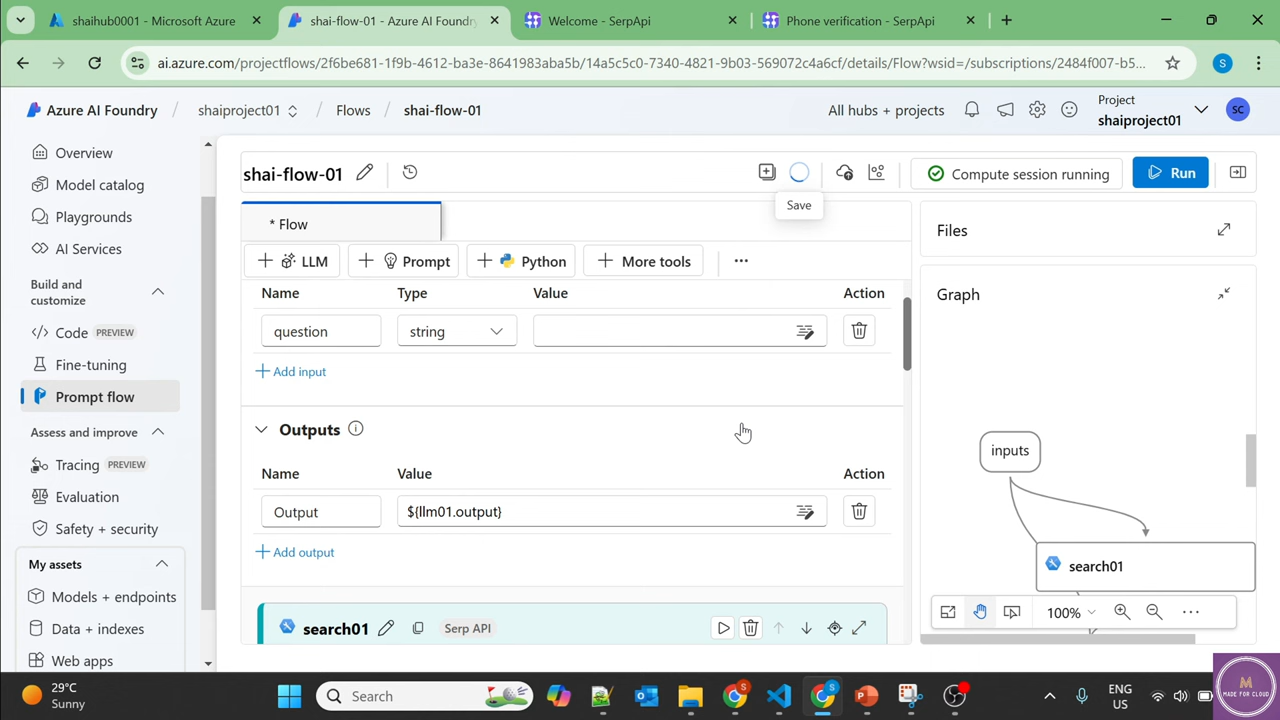 shaihub0001 - Microsoft Azure
shai-flow-01 - Azure AI Foundry
Welcome - SerpApi
Phone verification - SerpApi
ai.azure.com/projectflows/2f6be681-1f9b-4612-ba3e-8641983aba5b/14a5c5c0-7340-4821-9b03-569072c4a6cf/details/Flow?wsid=/subscriptions/2484f007-b5...
S
Azure AI Foundry / shaiproject01 / Flows / shai-flow-01
All hubs + projects
Project
shaiproject01
SC
Overview
Model catalog
Playgrounds
AI Services
Build and
customize
Code PREVIEW
Fine-tuning
Prompt flow
Assess and improve
Tracing PREVIEW
Evaluation
Safety + security
My assets
Models + endpoints
Data + indexes
Web apps
shai-flow-01
Compute session running
Run
Save
* Flow
+ LLM
+ Prompt
+ Python
+ More tools
...
Name Type Value Action
question string
+ Add input
Outputs
Name Value Action
Output ${llm01.output}
+ Add output
search01 Serp API
Files
Graph
inputs
search01
100%
...
29°C
Sunny
Search
ENG
US
M
MADE FOR CLOUD